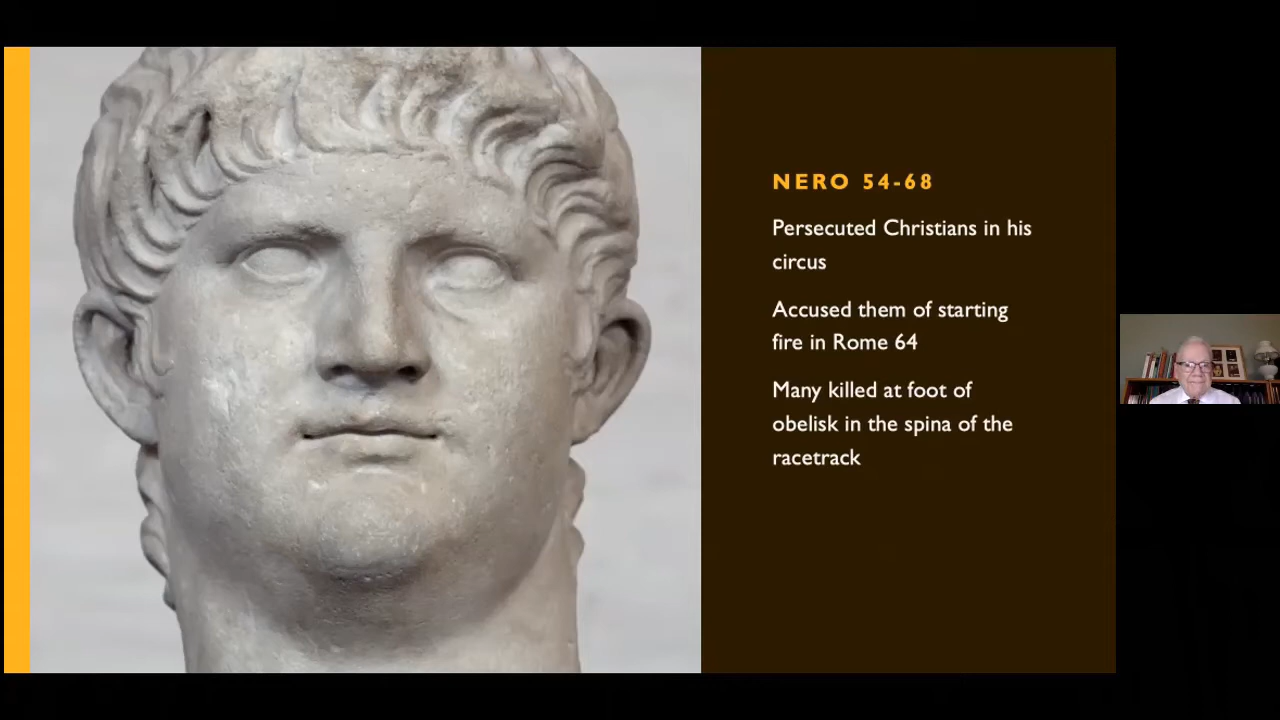 NERO 54-68
Persecuted Christians in his
circus
Accused them of starting
fire in Rome 64
Many killed at foot of
obelisk in the spina of the
racetrack